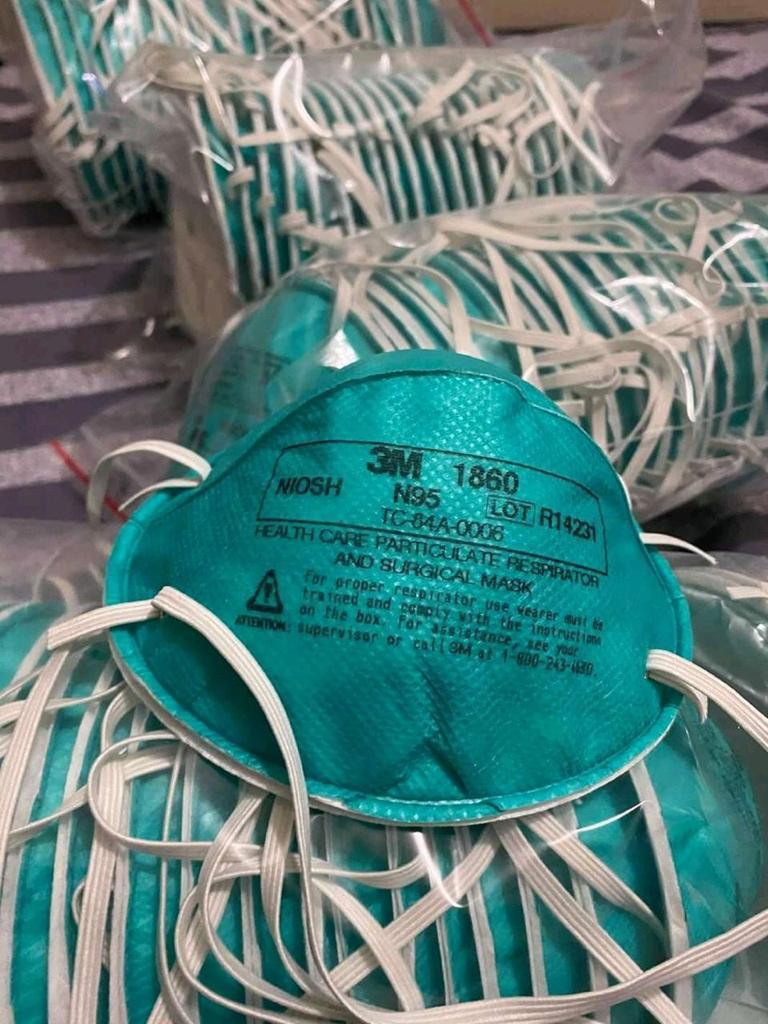 3M 1860
NIOSH N95 LOT R14231
TC-84A-0006
HEALTH CARE PARTICULATE RESPIRATOR
AND SURGICAL MASK
For proper respirator use wearer must be
trained and comply with the instructions
on the box. For assistance, see your
ATTENTION: supervisor or call 3M at 1-800-243-4630.